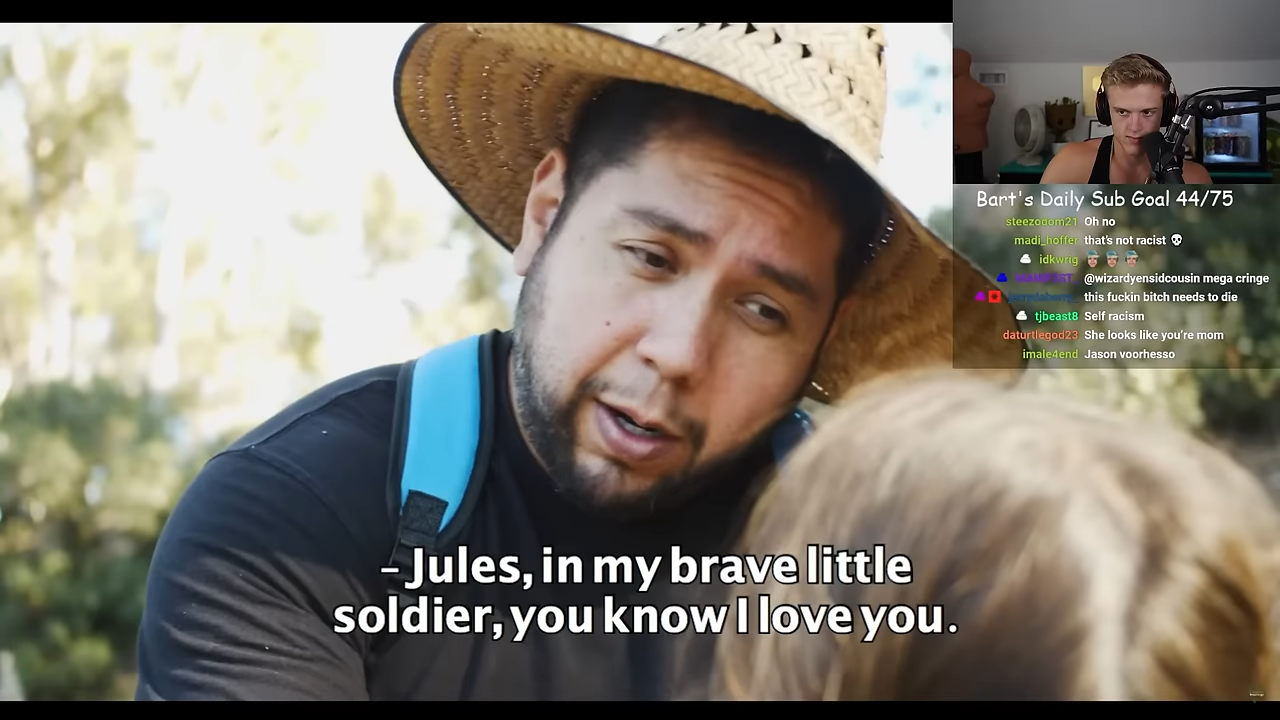 Bart's Daily Sub Goal 44/75
steezodom21 Oh no
madi_hoffer that's not racist 💀
idkwrig
@wizardyensidcousin mega cringe
this fuckin bitch needs to die
tjbeast8 Self racism
daturtlegod23 She looks like you're mom
imale4end Jason voorhesso
– Jules, in my brave little
soldier, you know I love you.